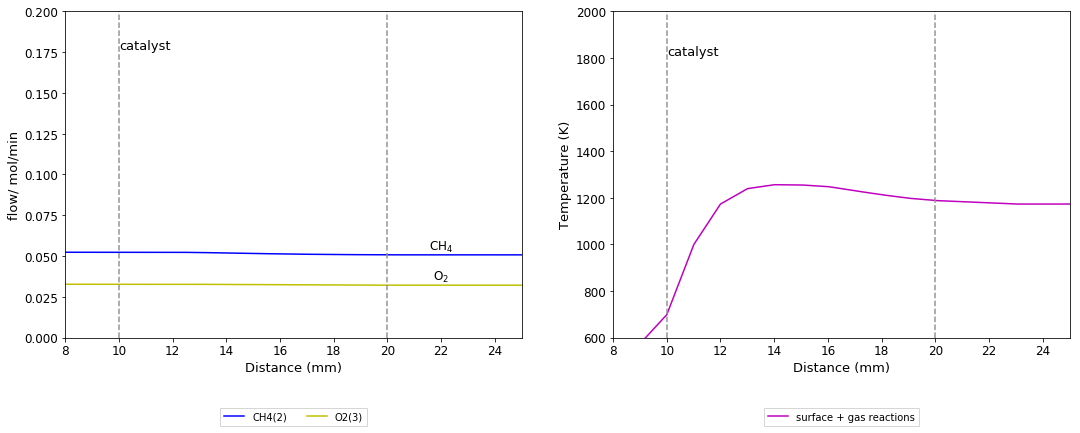 0.200
0.175
0.150
0.125
0.100
0.075
0.050
0.025
0.000
flow/ mol/min
catalyst
CH₄
O₂
8 10 12 14 16 18 20 22 24
Distance (mm)
CH4(2) O2(3)
2000
1800
1600
1400
1200
1000
800
600
Temperature (K)
catalyst
8 10 12 14 16 18 20 22 24
Distance (mm)
surface + gas reactions